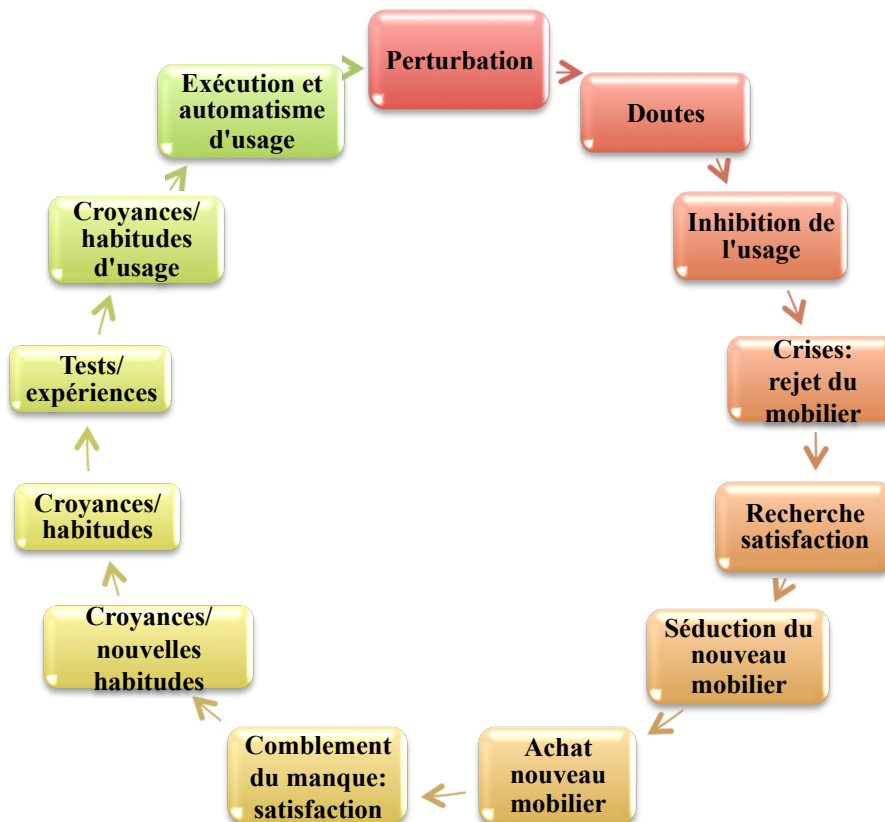 Perturbation
Doutes
Inhibition de
l'usage
Crises:
rejet du
mobilier
Recherche
satisfaction
Séduction du
nouveau
mobilier
Achat
nouveau
mobilier
Comblement
du manque:
satisfaction
Croyances/
nouvelles
habitudes
Croyances/
habitudes
Tests/
expériences
Croyances/
habitudes
d'usage
Exécution et
automatisme
d'usage